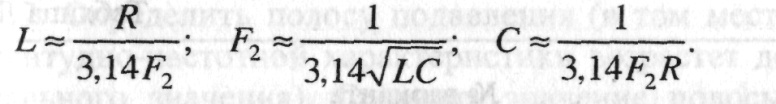 L ≈ R / 3,14F₂; F₂ ≈ 1 / 3,14√LC; C ≈ 1 / 3,14F₂R.